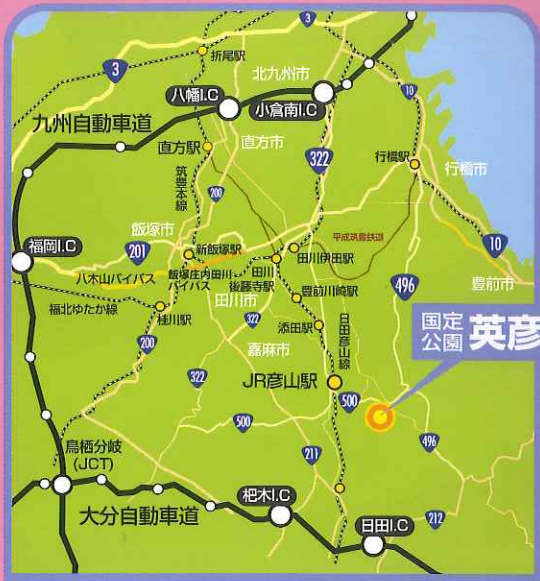 3
3
折尾駅
北九州市
八幡I.C
小倉南I.C
10
九州自動車道
直方駅
直方市
322
行橋駅
行橋市
筑豊本線
200
飯塚市
平成筑豊鉄道
福岡I.C
201
新飯塚駅
田川伊田駅
10
八木山バイパス
飯塚庄内田川
バイパス
田川
後藤寺駅
496
豊前市
福北ゆたか線
田川市
豊前川崎駅
桂川駅
322
添田駅
日田彦山線
国定
公園
英彦
200
嘉麻市
322
JR彦山駅
500
500
鳥栖分岐
(JCT)
211
496
杷木I.C
大分自動車道
日田I.C
212